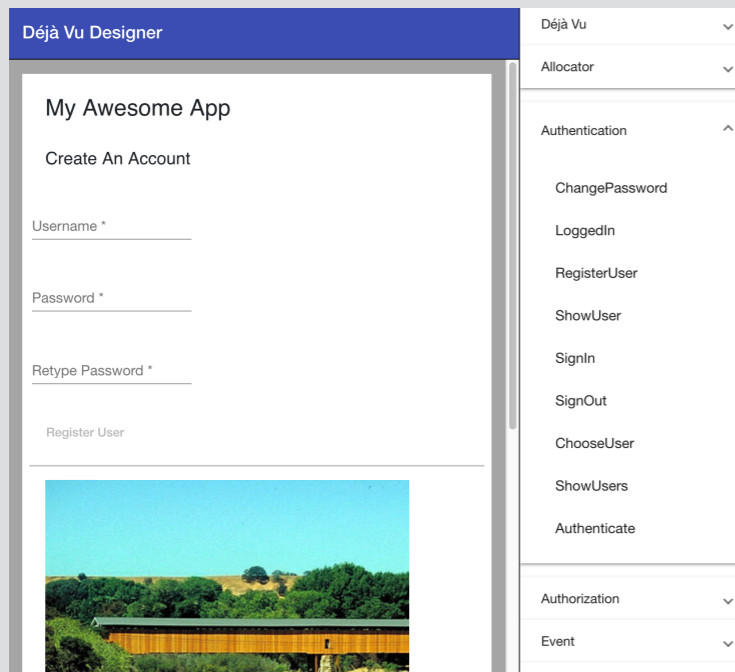 Déjà Vu Designer
My Awesome App
Create An Account
Username *
Password *
Retype Password *
Register User
Déjà Vu
Allocator
Authentication
ChangePassword
LoggedIn
RegisterUser
ShowUser
SignIn
SignOut
ChooseUser
ShowUsers
Authenticate
Authorization
Event